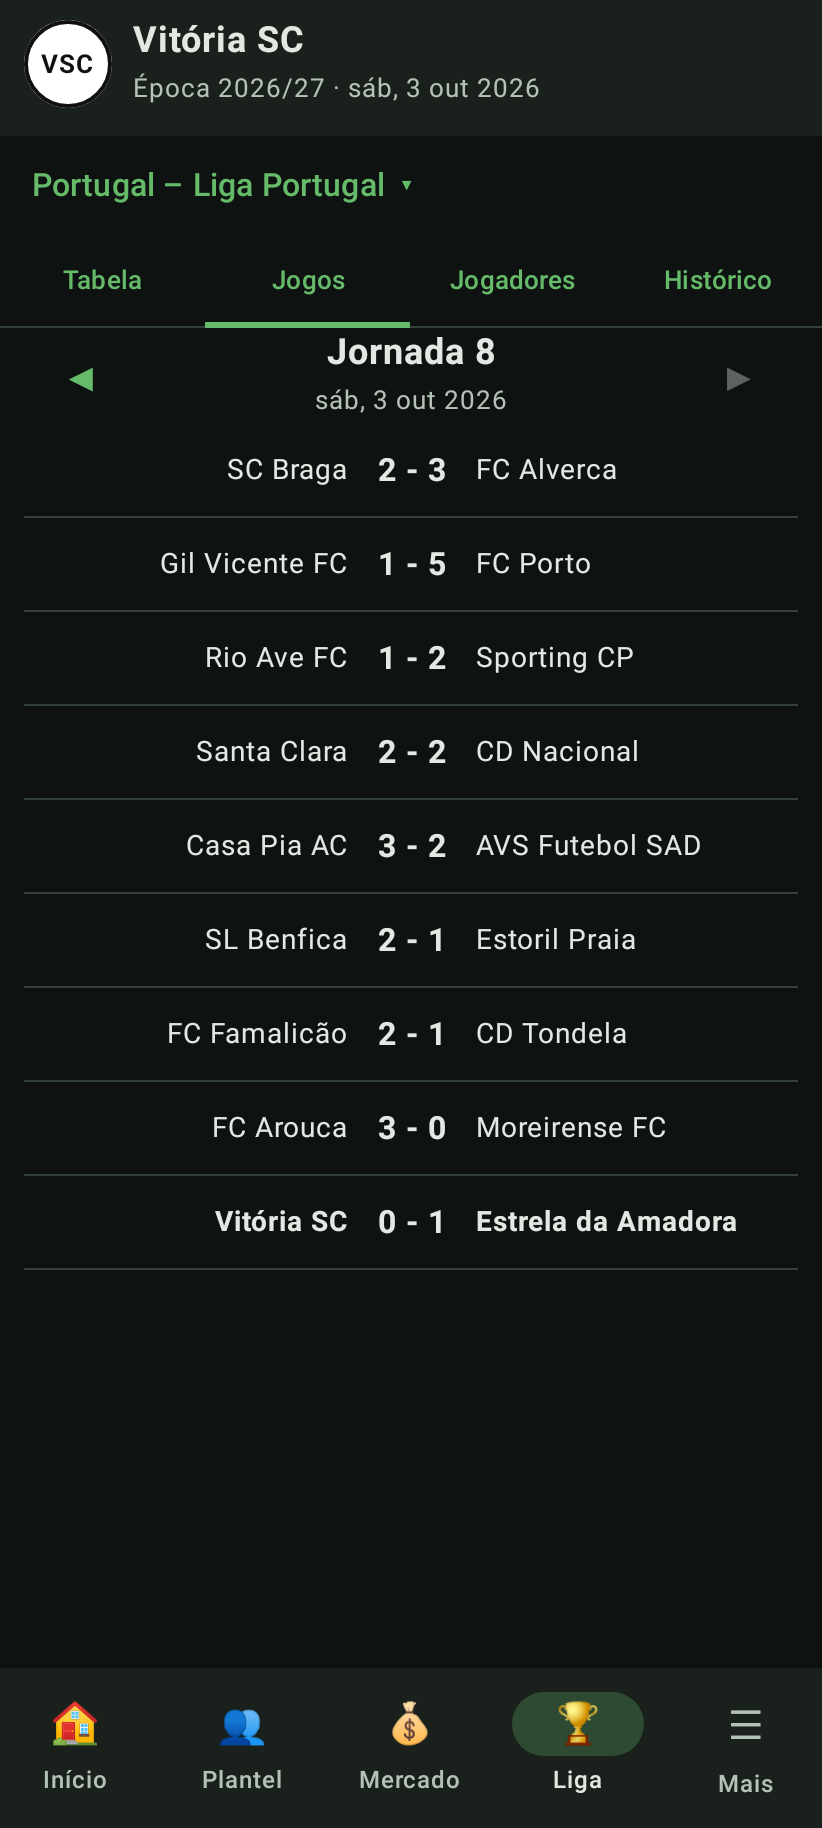 VSC
Vitória SC
Época 2026/27 · sáb, 3 out 2026
Portugal – Liga Portugal ▾
Tabela Jogos Jogadores Histórico
◀ Jornada 8 ▶
sáb, 3 out 2026
SC Braga 2 - 3 FC Alverca
Gil Vicente FC 1 - 5 FC Porto
Rio Ave FC 1 - 2 Sporting CP
Santa Clara 2 - 2 CD Nacional
Casa Pia AC 3 - 2 AVS Futebol SAD
SL Benfica 2 - 1 Estoril Praia
FC Famalicão 2 - 1 CD Tondela
FC Arouca 3 - 0 Moreirense FC
Vitória SC 0 - 1 Estrela da Amadora
Início Plantel Mercado Liga Mais